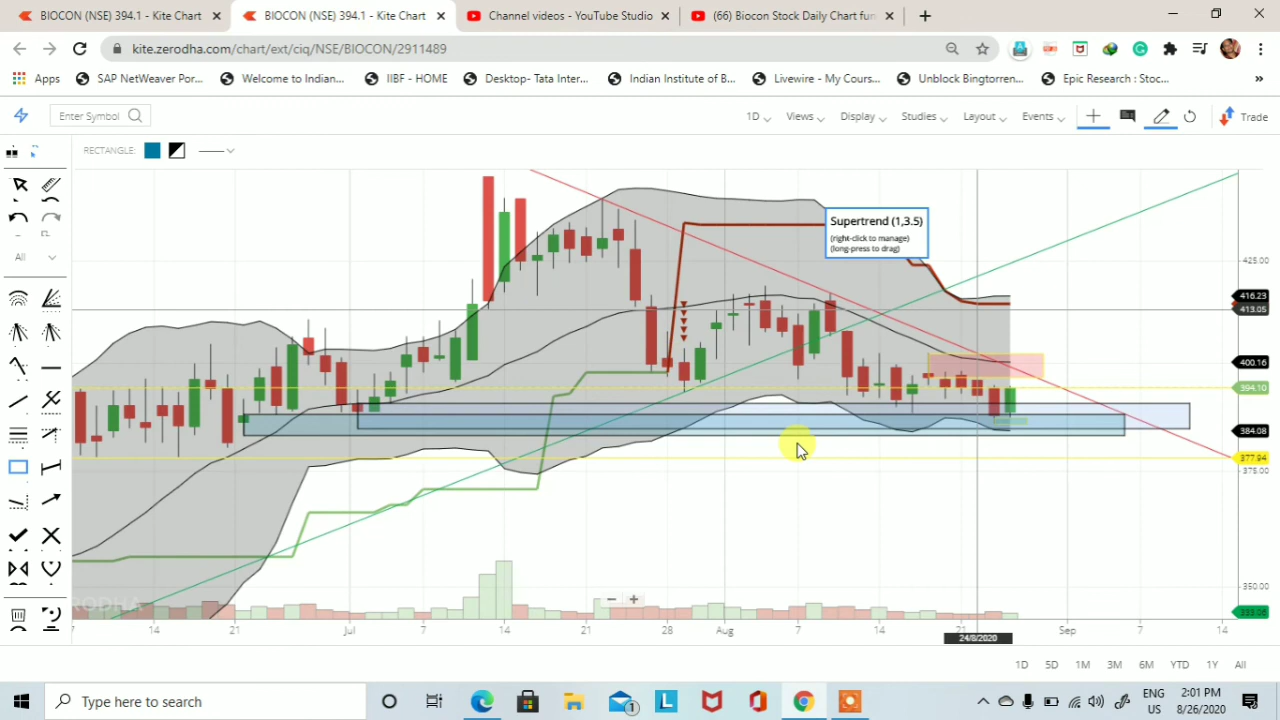 BIOCON (NSE) 394.1 - Kite Chart
BIOCON (NSE) 394.1 - Kite Chart
Channel videos - YouTube Studio
(66) Biocon Stock Daily Chart fun
kite.zerodha.com/chart/ext/ciq/NSE/BIOCON/2911489
Apps
SAP NetWeaver Por...
Welcome to Indian...
IIBF - HOME
Desktop- Tata Inter...
Indian Institute of B...
Livewire - My Cours...
Unblock Bingtorren...
Epic Research : Stoc...
»
Enter Symbol
1D
Views
Display
Studies
Layout
Events
Trade
RECTANGLE:
All
Supertrend (1,3.5)
(right-click to manage)
(long-press to drag)
425.00
416.23
413.05
400.16
394.10
384.08
377.94
375.00
350.00
RODHA
14
21
Jul
7
14
21
28
Aug
7
14
21
Sep
7
14
24/8/2020
1D
5D
1M
3M
6M
YTD
1Y
All
Type here to search
1
L
ENG
US
2:01 PM
8/26/2020